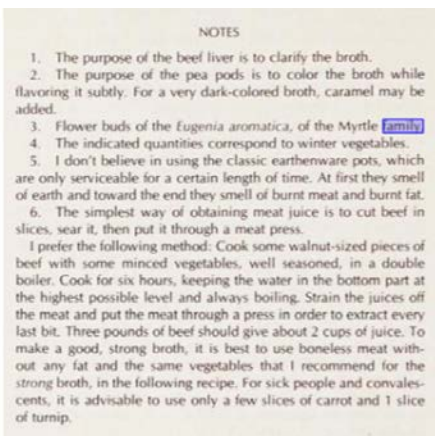 NOTES
1. The purpose of the beef liver is to clarify the broth.
2. The purpose of the pea pods is to color the broth while
flavoring it subtly. For a very dark-colored broth, caramel may be
added.
3. Flower buds of the Eugenia aromatica, of the Myrtle family.
4. The indicated quantities correspond to winter vegetables.
5. I don't believe in using the classic earthenware pots, which
are only serviceable for a certain length of time. At first they smell
of earth and toward the end they smell of burnt meat and burnt fat.
6. The simplest way of obtaining meat juice is to cut beef in
slices, sear it, then put it through a meat press.
I prefer the following method: Cook some walnut-sized pieces of
beef with some minced vegetables, well seasoned, in a double
boiler. Cook for six hours, keeping the water in the bottom part at
the highest possible level and always boiling. Strain the juices off
the meat and put the meat through a press in order to extract every
last bit. Three pounds of beef should give about 2 cups of juice. To
make a good, strong broth, it is best to use boneless meat with-
out any fat and the same vegetables that I recommend for the
strong broth, in the following recipe. For sick people and convales-
cents, it is advisable to use only a few slices of carrot and 1 slice
of turnip.